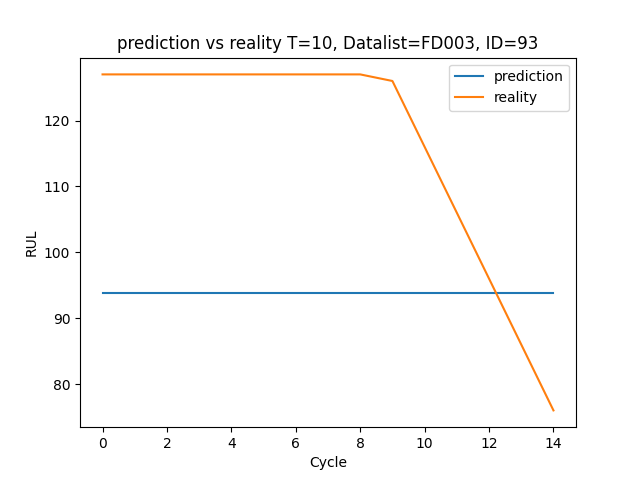 prediction vs reality T=10, Datalist=FD003, ID=93
prediction
reality
RUL
120
110
100
90
80
0 2 4 6 8 10 12 14
Cycle